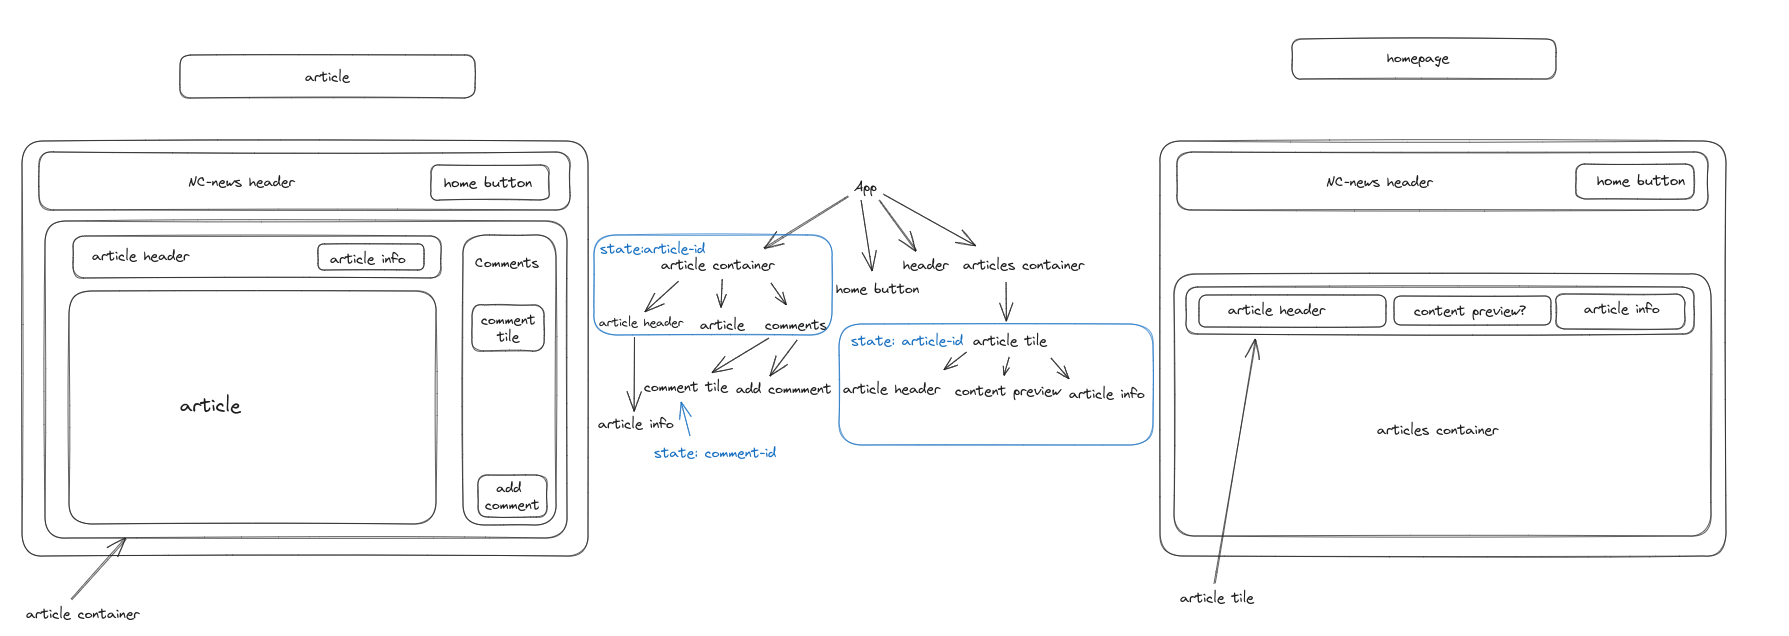 article
NC-news header
home button
article header
article info
Comments
comment
tile
article
add
comment
article container
App
state:article-id
article container
home button
header
articles container
article header
article
comments
state: article-id
article tile
comment tile
add commment
article info
state: comment-id
article header
content preview
article info
homepage
NC-news header
home button
article header
content preview?
article info
articles container
article tile